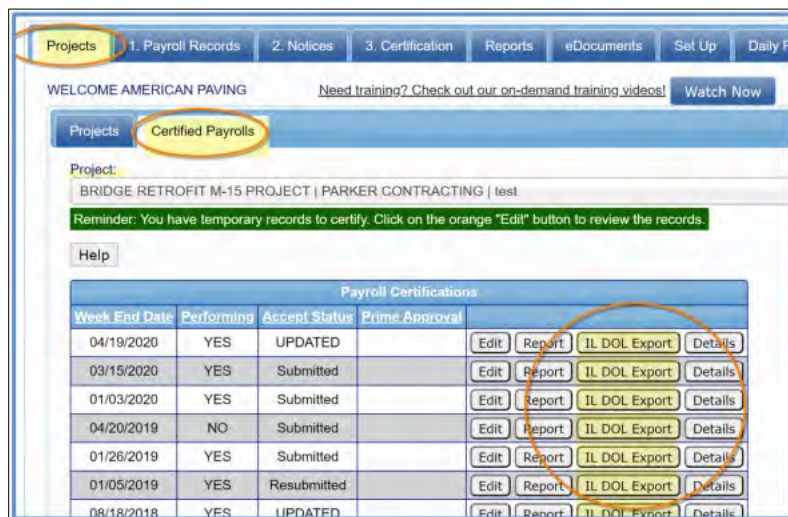 Projects 1. Payroll Records 2. Notices 3. Certification Reports eDocuments Set Up Daily
WELCOME AMERICAN PAVING Need training? Check out our on-demand training videos! Watch Now
Projects Certified Payrolls
Project:
BRIDGE RETROFIT M-15 PROJECT | PARKER CONTRACTING | test
Reminder: You have temporary records to certify. Click on the orange "Edit" button to review the records.
Help
Payroll Certifications
Week End Date Performing Accept Status Prime Approval
04/19/2020 YES UPDATED Edit Report IL DOL Export Details
03/15/2020 YES Submitted Edit Report IL DOL Export Details
01/03/2020 YES Submitted Edit Report IL DOL Export Details
04/20/2019 NO Submitted Edit Report IL DOL Export Details
01/26/2019 YES Submitted Edit Report IL DOL Export Details
01/05/2019 YES Resubmitted Edit Report IL DOL Export Details
08/18/2018 YES UPDATED Edit Report IL DOL Export Details